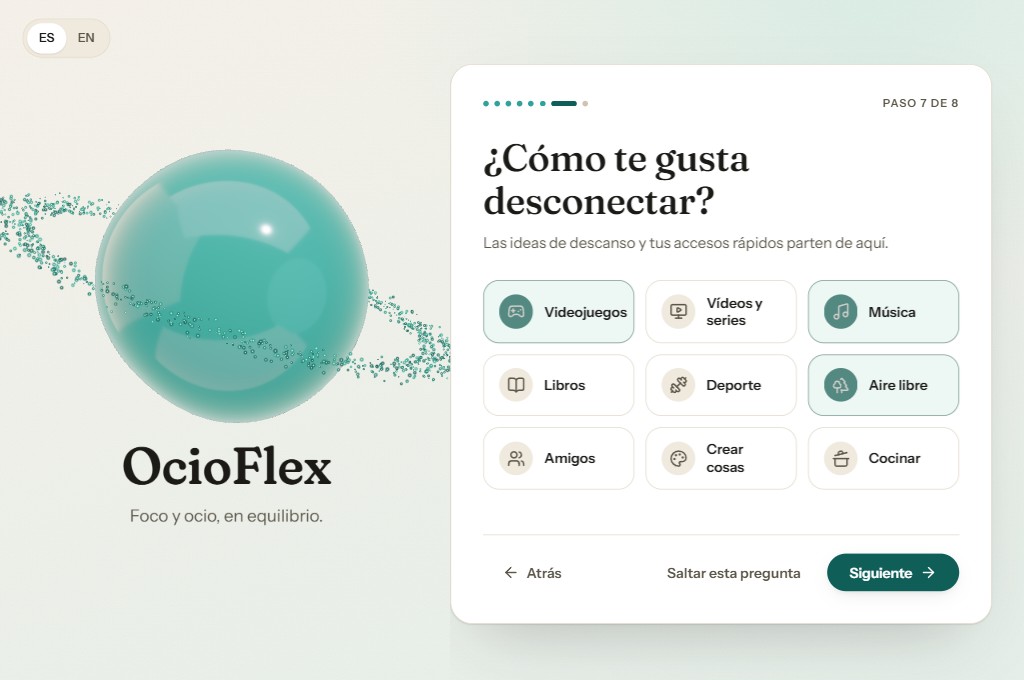 ES EN
OcioFlex
Foco y ocio, en equilibrio.
PASO 7 DE 8
¿Cómo te gusta
desconectar?
Las ideas de descanso y tus accesos rápidos parten de aquí.
Videojuegos
Vídeos y
series
Música
Libros
Deporte
Aire libre
Amigos
Crear
cosas
Cocinar
Atrás
Saltar esta pregunta
Siguiente